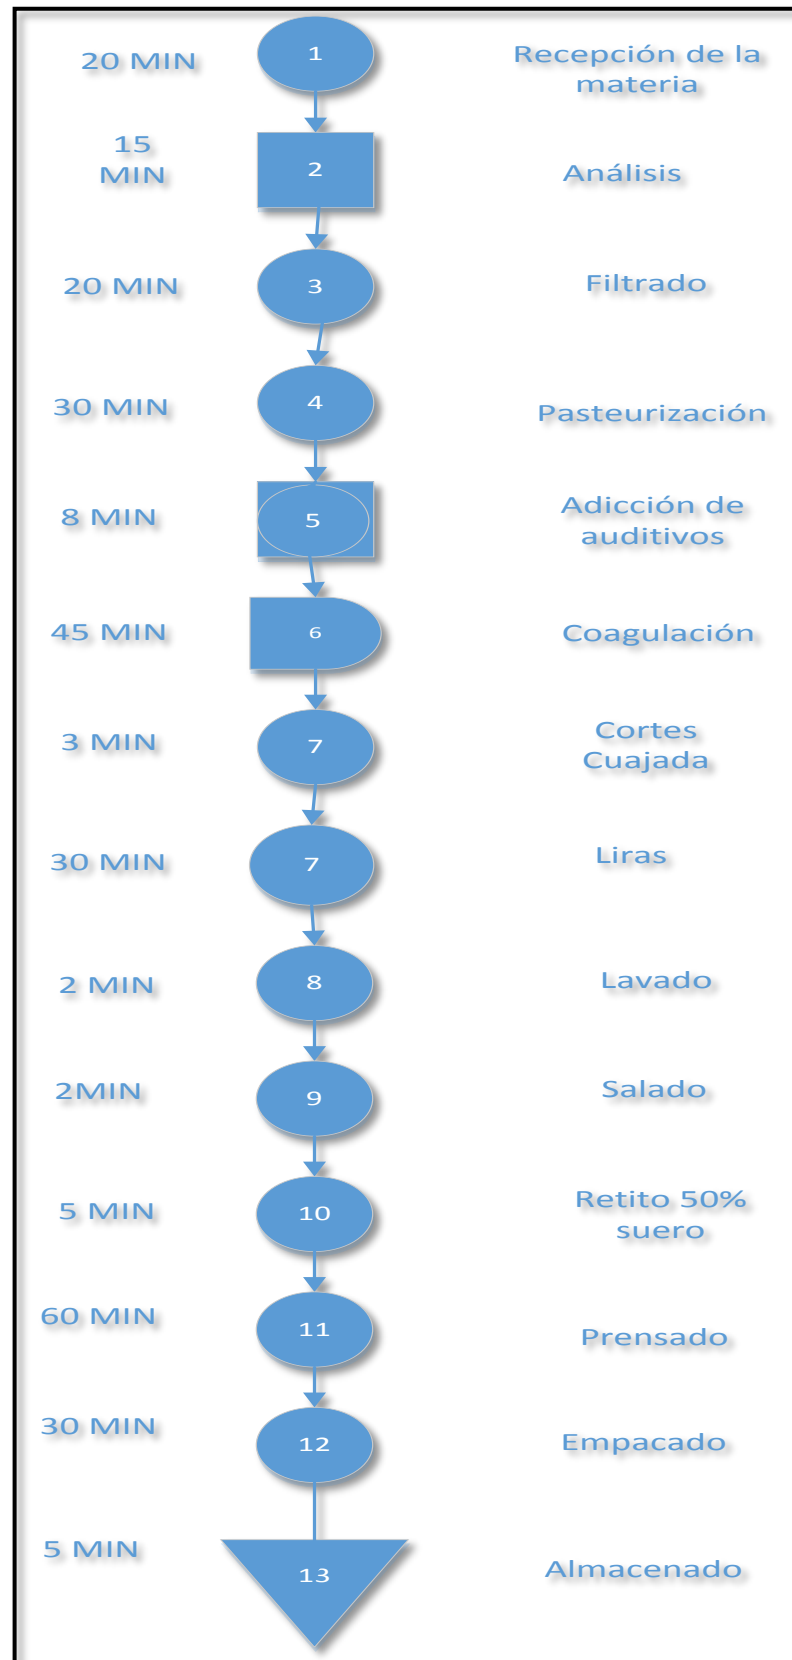 20 MIN
1
Recepción de la
materia
15
MIN
2
Análisis
20 MIN
3
Filtrado
30 MIN
4
Pasteurización
8 MIN
5
Adicción de
auditivos
45 MIN
6
Coagulación
3 MIN
7
Cortes
Cuajada
30 MIN
7
Liras
2 MIN
8
Lavado
2MIN
9
Salado
5 MIN
10
Retito 50%
suero
60 MIN
11
Prensado
30 MIN
12
Empacado
5 MIN
13
Almacenado